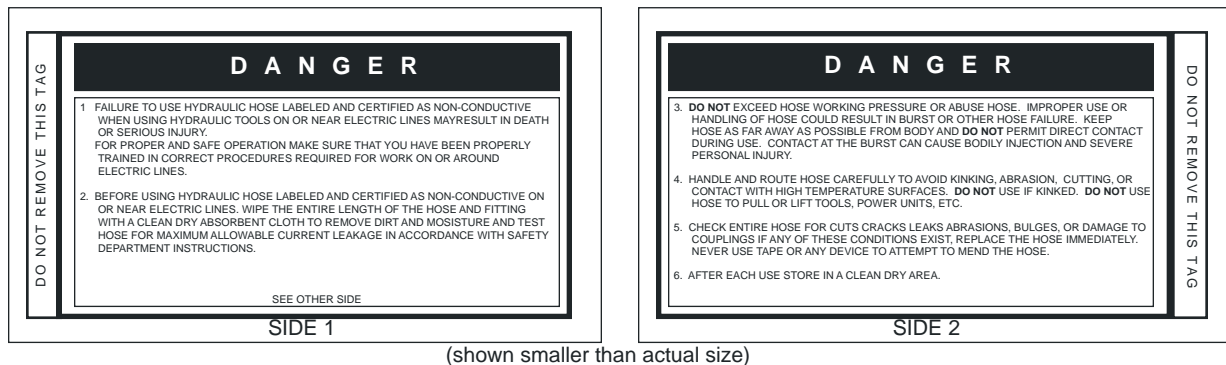 DO NOT REMOVE THIS TAG
D A N G E R
1 FAILURE TO USE HYDRAULIC HOSE LABELED AND CERTIFIED AS NON-CONDUCTIVE
WHEN USING HYDRAULIC TOOLS ON OR NEAR ELECTRIC LINES MAYRESULT IN DEATH
OR SERIOUS INJURY.
FOR PROPER AND SAFE OPERATION MAKE SURE THAT YOU HAVE BEEN PROPERLY
TRAINED IN CORRECT PROCEDURES REQUIRED FOR WORK ON OR AROUND
ELECTRIC LINES.
2. BEFORE USING HYDRAULIC HOSE LABELED AND CERTIFIED AS NON-CONDUCTIVE ON
OR NEAR ELECTRIC LINES. WIPE THE ENTIRE LENGTH OF THE HOSE AND FITTING
WITH A CLEAN DRY ABSORBENT CLOTH TO REMOVE DIRT AND MOSISTURE AND TEST
HOSE FOR MAXIMUM ALLOWABLE CURRENT LEAKAGE IN ACCORDANCE WITH SAFETY
DEPARTMENT INSTRUCTIONS.
SEE OTHER SIDE
SIDE 1
D A N G E R
3. DO NOT EXCEED HOSE WORKING PRESSURE OR ABUSE HOSE. IMPROPER USE OR
HANDLING OF HOSE COULD RESULT IN BURST OR OTHER HOSE FAILURE. KEEP
HOSE AS FAR AWAY AS POSSIBLE FROM BODY AND DO NOT PERMIT DIRECT CONTACT
DURING USE. CONTACT AT THE BURST CAN CAUSE BODILY INJECTION AND SEVERE
PERSONAL INJURY.
4. HANDLE AND ROUTE HOSE CAREFULLY TO AVOID KINKING, ABRASION, CUTTING, OR
CONTACT WITH HIGH TEMPERATURE SURFACES. DO NOT USE IF KINKED. DO NOT USE
HOSE TO PULL OR LIFT TOOLS, POWER UNITS, ETC.
5. CHECK ENTIRE HOSE FOR CUTS CRACKS LEAKS ABRASIONS, BULGES, OR DAMAGE TO
COUPLINGS IF ANY OF THESE CONDITIONS EXIST, REPLACE THE HOSE IMMEDIATELY.
NEVER USE TAPE OR ANY DEVICE TO ATTEMPT TO MEND THE HOSE.
6. AFTER EACH USE STORE IN A CLEAN DRY AREA.
DO NOT REMOVE THIS TAG
SIDE 2
(shown smaller than actual size)